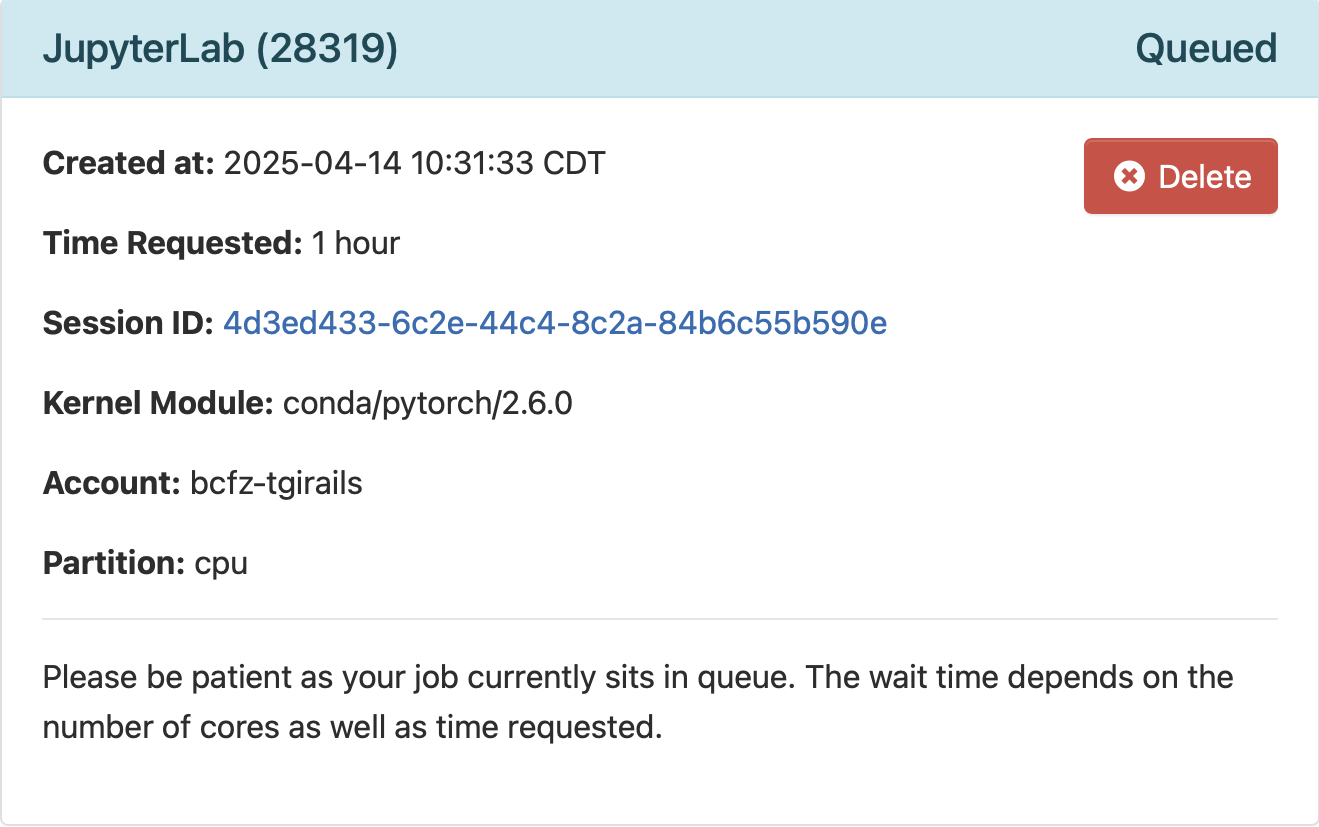 JupyterLab (28319) Queued
Created at: 2025-04-14 10:31:33 CDT
Delete
Time Requested: 1 hour
Session ID: 4d3ed433-6c2e-44c4-8c2a-84b6c55b590e
Kernel Module: conda/pytorch/2.6.0
Account: bcfz-tgirails
Partition: cpu
Please be patient as your job currently sits in queue. The wait time depends on the
number of cores as well as time requested.